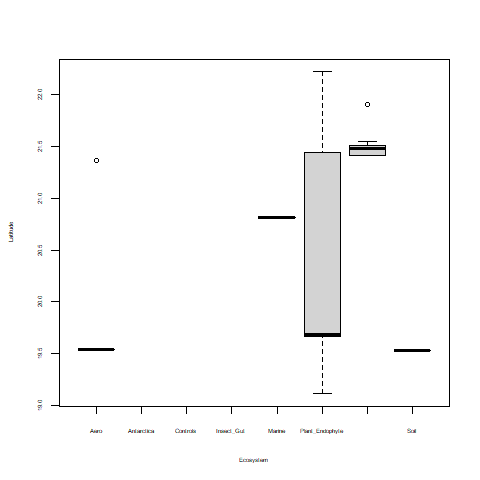 22.0
21.5
21.0
20.5
20.0
19.5
19.0
Latitude
Aero Antarctica Controls Insect_Gut Marine Plant_Endophyte Soil
Ecosystem